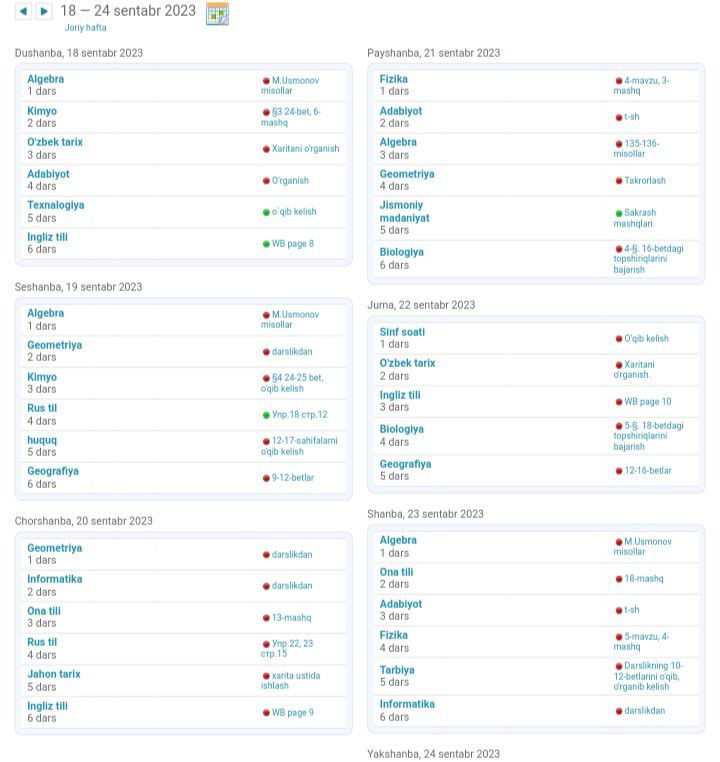 18 — 24 sentabr 2023
Joriy hafta
Dushanba, 18 sentabr 2023
Algebra
1 dars
M.Usmonov
misollar
Kimyo
2 dars
§3 24-bet, 6-
mashq
O'zbek tarix
3 dars
Xaritani o'rganish
Adabiyot
4 dars
O'rganish
Texnalogiya
5 dars
o`qib kelish
Ingliz tili
6 dars
WB page 8
Seshanba, 19 sentabr 2023
Algebra
1 dars
M.Usmonov
misollar
Geometriya
2 dars
darslikdan
Kimyo
3 dars
§4 24-25 bet,
o'qib kelish
Rus til
4 dars
Упр.18 стр.12
huquq
5 dars
12-17-sahifalarni
o'qib kelish
Geografiya
6 dars
9-12-betlar
Chorshanba, 20 sentabr 2023
Geometriya
1 dars
darslikdan
Informatika
2 dars
darslikdan
Ona tili
3 dars
13-mashq
Rus til
4 dars
Упр.22, 23
стр.15
Jahon tarix
5 dars
xarita ustida
ishlash
Ingliz tili
6 dars
WB page 9
Payshanba, 21 sentabr 2023
Fizika
1 dars
4-mavzu, 3-
mashq
Adabiyot
2 dars
t-sh
Algebra
3 dars
135-136-
misollar
Geometriya
4 dars
Takrorlash
Jismoniy
madaniyat
5 dars
Sakrash
mashqlari.
Biologiya
6 dars
4-§. 16-betdagi
topshiriqlarini
bajarish
Juma, 22 sentabr 2023
Sinf soati
1 dars
O'qib kelish
O'zbek tarix
2 dars
Xaritani
o'rganish.
Ingliz tili
3 dars
WB page 10
Biologiya
4 dars
5-§. 18-betdagi
topshiriqlarini
bajarish
Geografiya
5 dars
12-16-betlar
Shanba, 23 sentabr 2023
Algebra
1 dars
M.Usmonov
misollar
Ona tili
2 dars
18-mashq
Adabiyot
3 dars
t-sh
Fizika
4 dars
5-mavzu, 4-
mashq
Tarbiya
5 dars
Darslikning 10-
12-betlarini o'qib,
o'rganib kelish
Informatika
6 dars
darslikdan
Yakshanba, 24 sentabr 2023